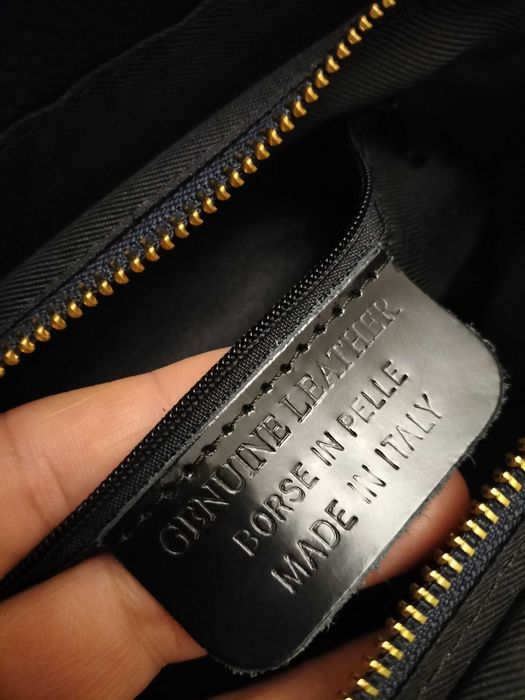 GENUINE LEATHER
BORSE IN PELLE
MADE IN ITALY